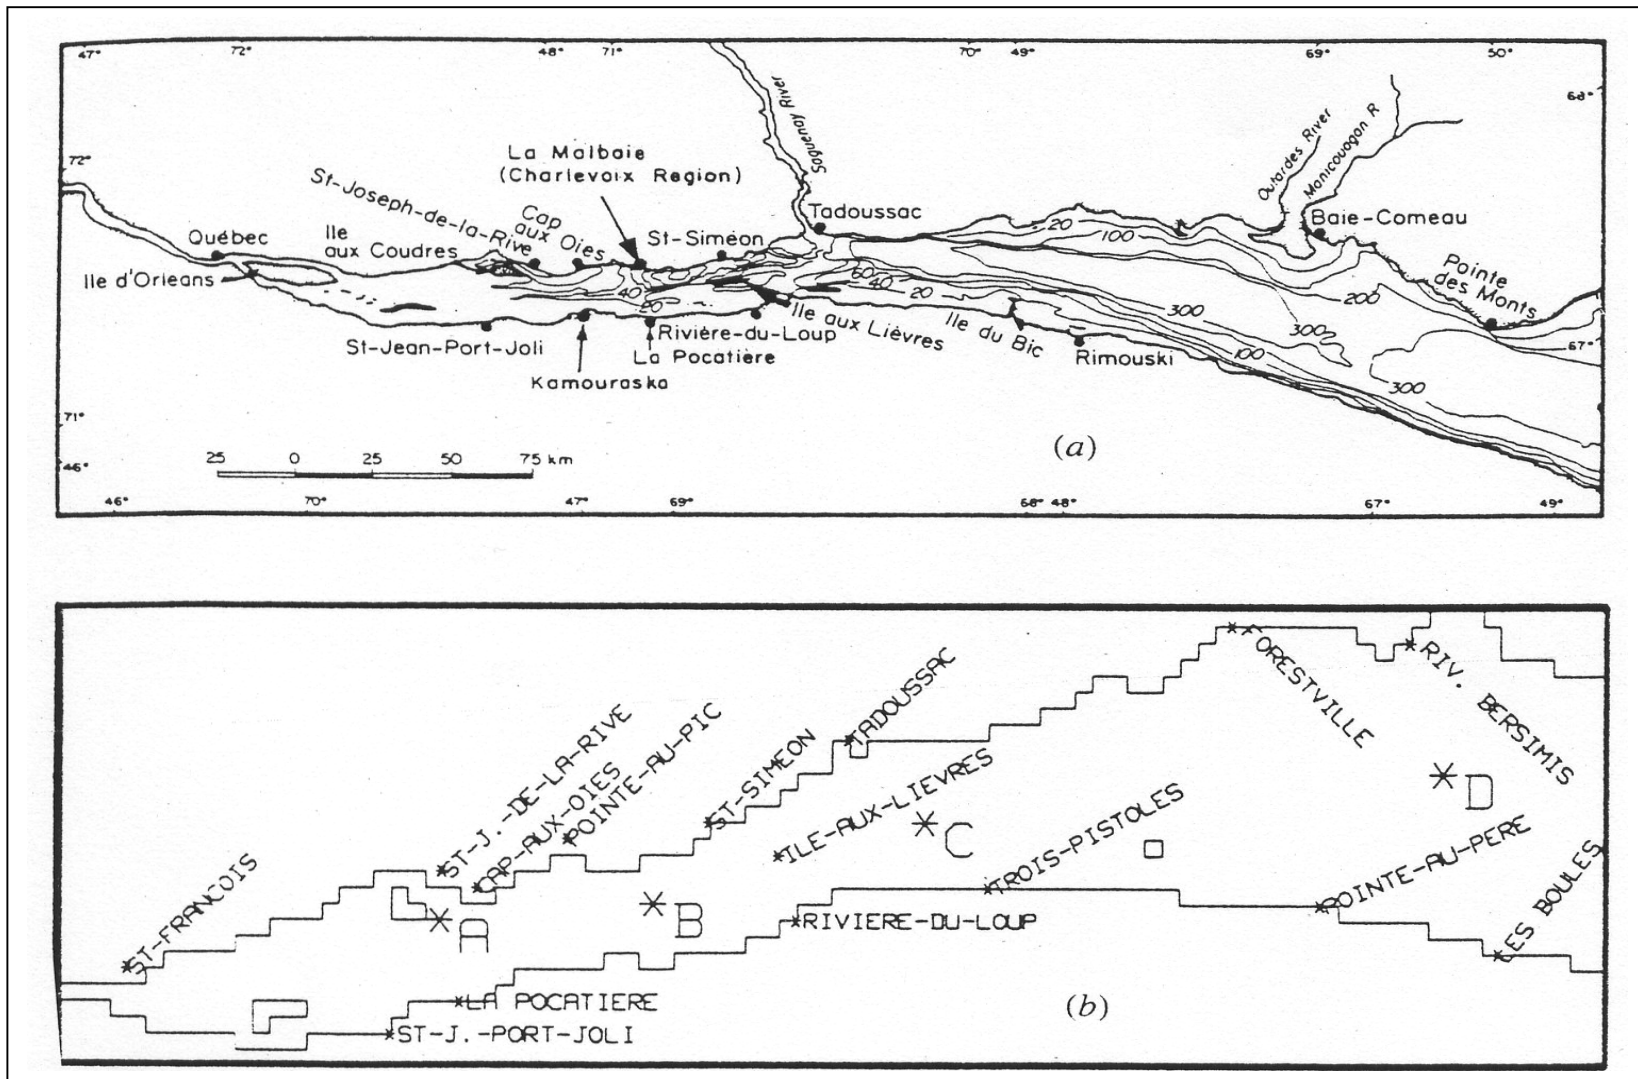 47° 72° 48° 71° 70° 49° 69° 50°
68°
72°
Saguenay River
Outardes River
Manicouagan R
La Malbaie
(Charlevoix Region)
St-Joseph-de-la-Rive
Cap
aux Oies
Tadoussac
Baie-Comeau
Québec
Ile
aux Coudres
St-Siméon
Ile d'Orleans
20
100
200
300
Pointe
des Monts
40
20
60
40
20
300
300
100
300
67°
Ile aux Lièvres
Ile du Bic
Rimouski
St-Jean-Port-Joli
Rivière-du-Loup
La Pocatière
Kamouraska
71°
46°
25 0 25 50 75 km
(a)
46° 70° 47° 69° 68° 48° 67° 49°
ST-FRANCOIS
ST-J.-DE-LA-RIVE
CAP-AUX-OIES
POINTE-AU-PIC
ST-SIMEON
TADOUSSAC
ILE-AUX-LIEVRES
FORESTVILLE
RIV. BERSIMIS
A
B
C
D
TROIS-PISTOLES
POINTE-AU-PERE
LES BOULES
RIVIERE-DU-LOUP
LA POCATIERE
ST-J.-PORT-JOLI
(b)